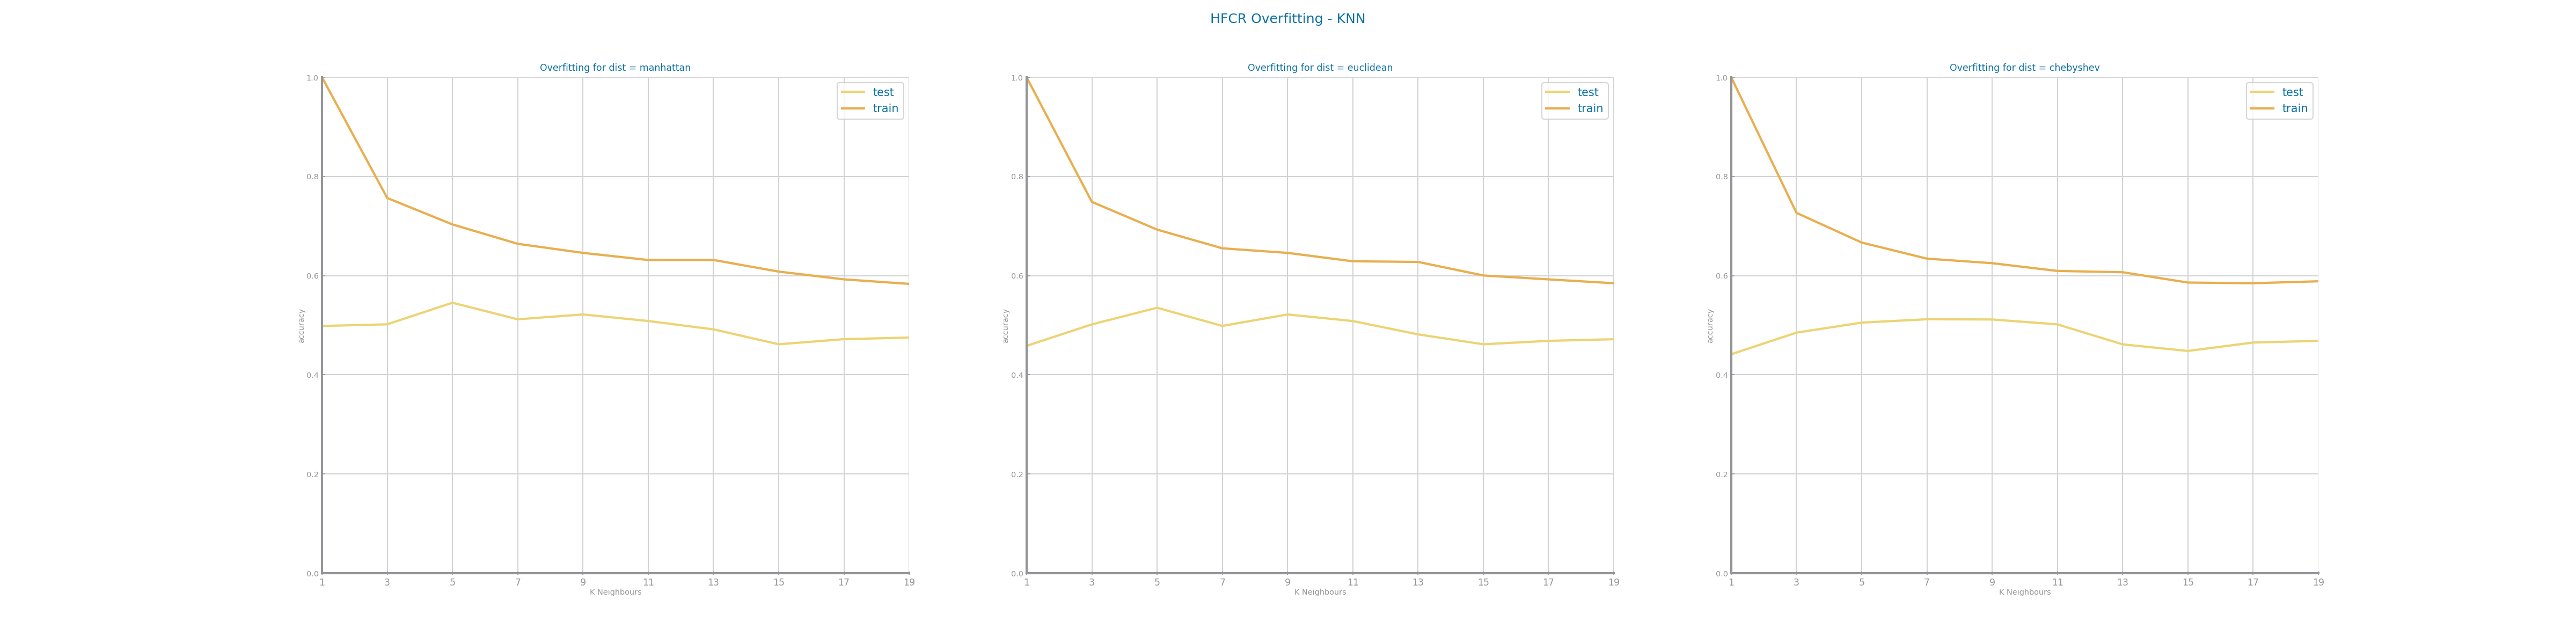 HFCR Overfitting - KNN
Overfitting for dist = manhattan
1.0
0.8
0.6
0.4
0.2
0.0
accuracy
1 3 5 7 9 11 13 15 17 19
K Neighbours
test
train
Overfitting for dist = euclidean
1.0
0.8
0.6
0.4
0.2
0.0
accuracy
1 3 5 7 9 11 13 15 17 19
K Neighbours
test
train
Overfitting for dist = chebyshev
1.0
0.8
0.6
0.4
0.2
0.0
accuracy
1 3 5 7 9 11 13 15 17 19
K Neighbours
test
train